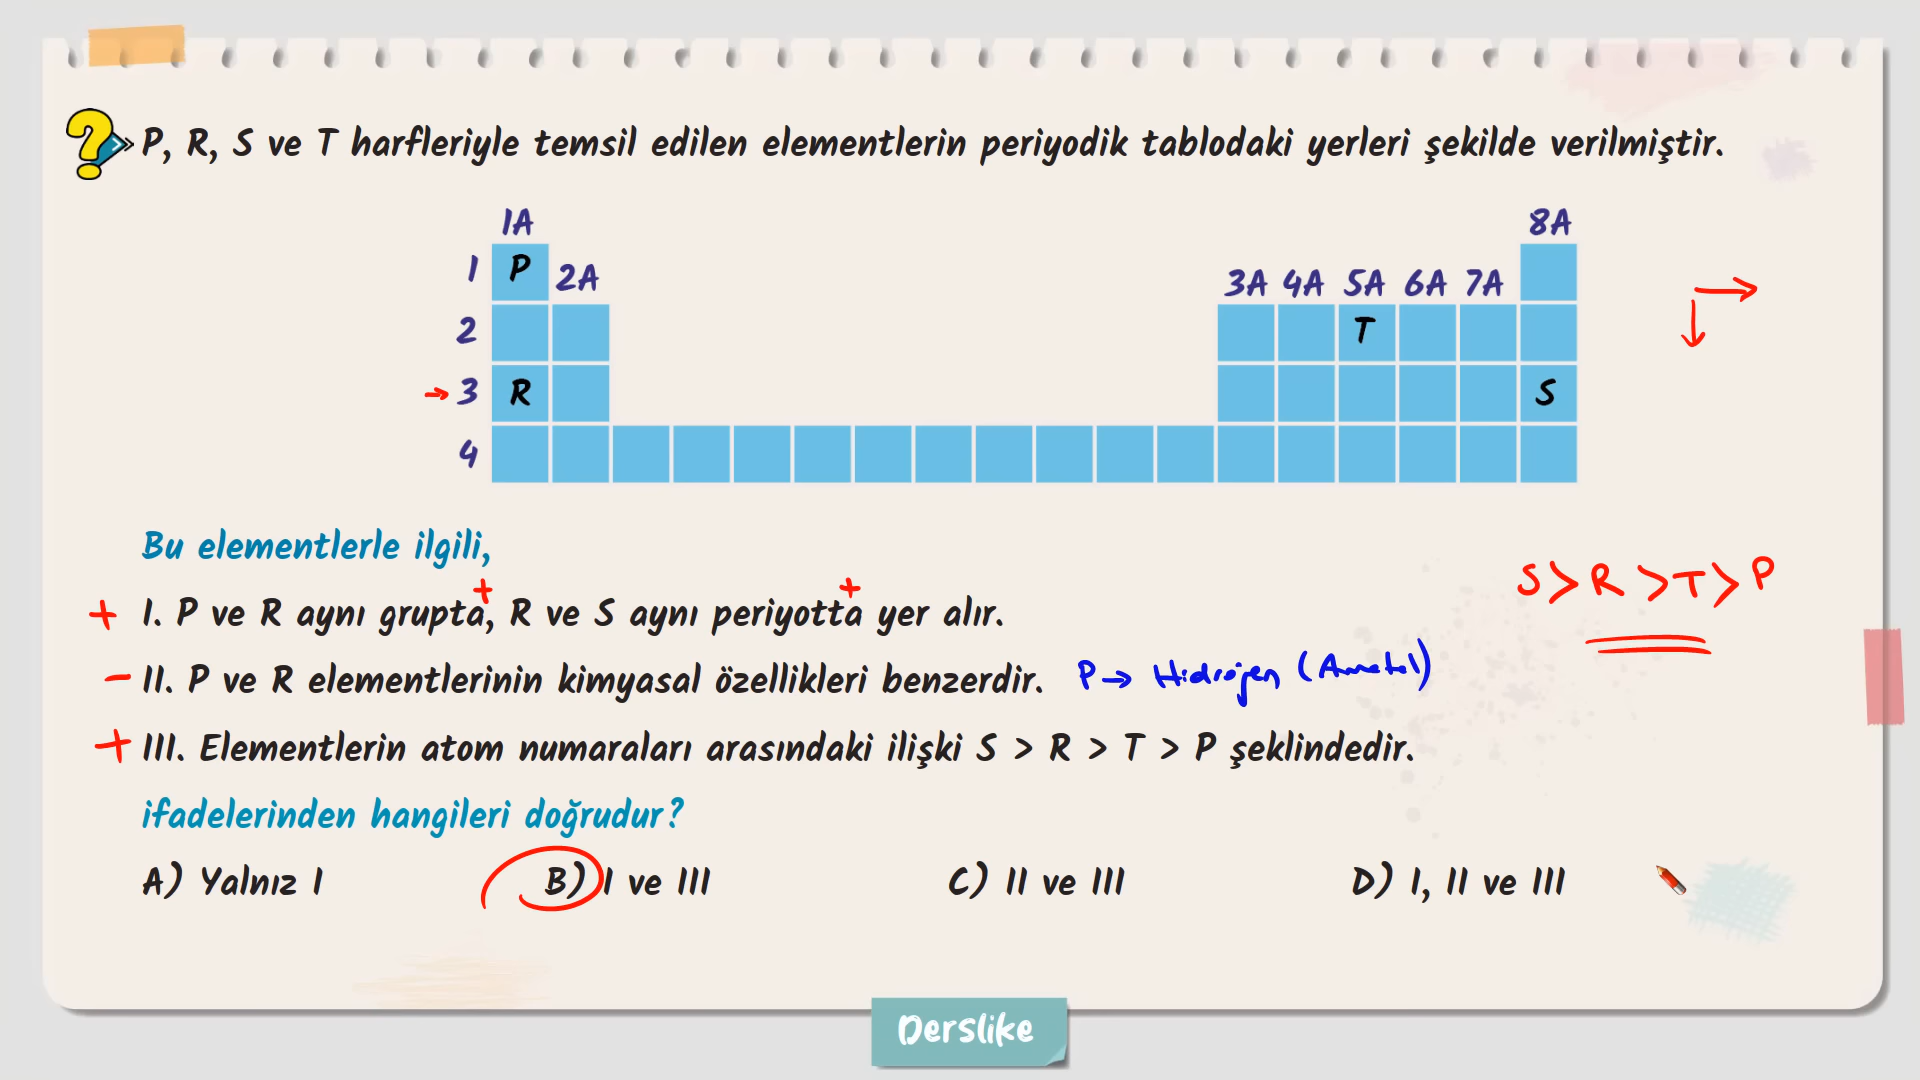 P, R, S ve T harfleriyle temsil edilen elementlerin periyodik tablodaki yerleri şekilde verilmiştir.
1A 8A
1 P 2A 3A 4A 5A 6A 7A
2 T
→ 3 R S
4
Bu elementlerle ilgili,
S > R > T > P
+ +
+ I. P ve R aynı grupta, R ve S aynı periyotta yer alır.
- II. P ve R elementlerinin kimyasal özellikleri benzerdir. P → Hidrojen (Ametal)
+ III. Elementlerin atom numaraları arasındaki ilişki S > R > T > P şeklindedir.
ifadelerinden hangileri doğrudur?
A) Yalnız I B) I ve III C) II ve III D) I, II ve III
Derslike